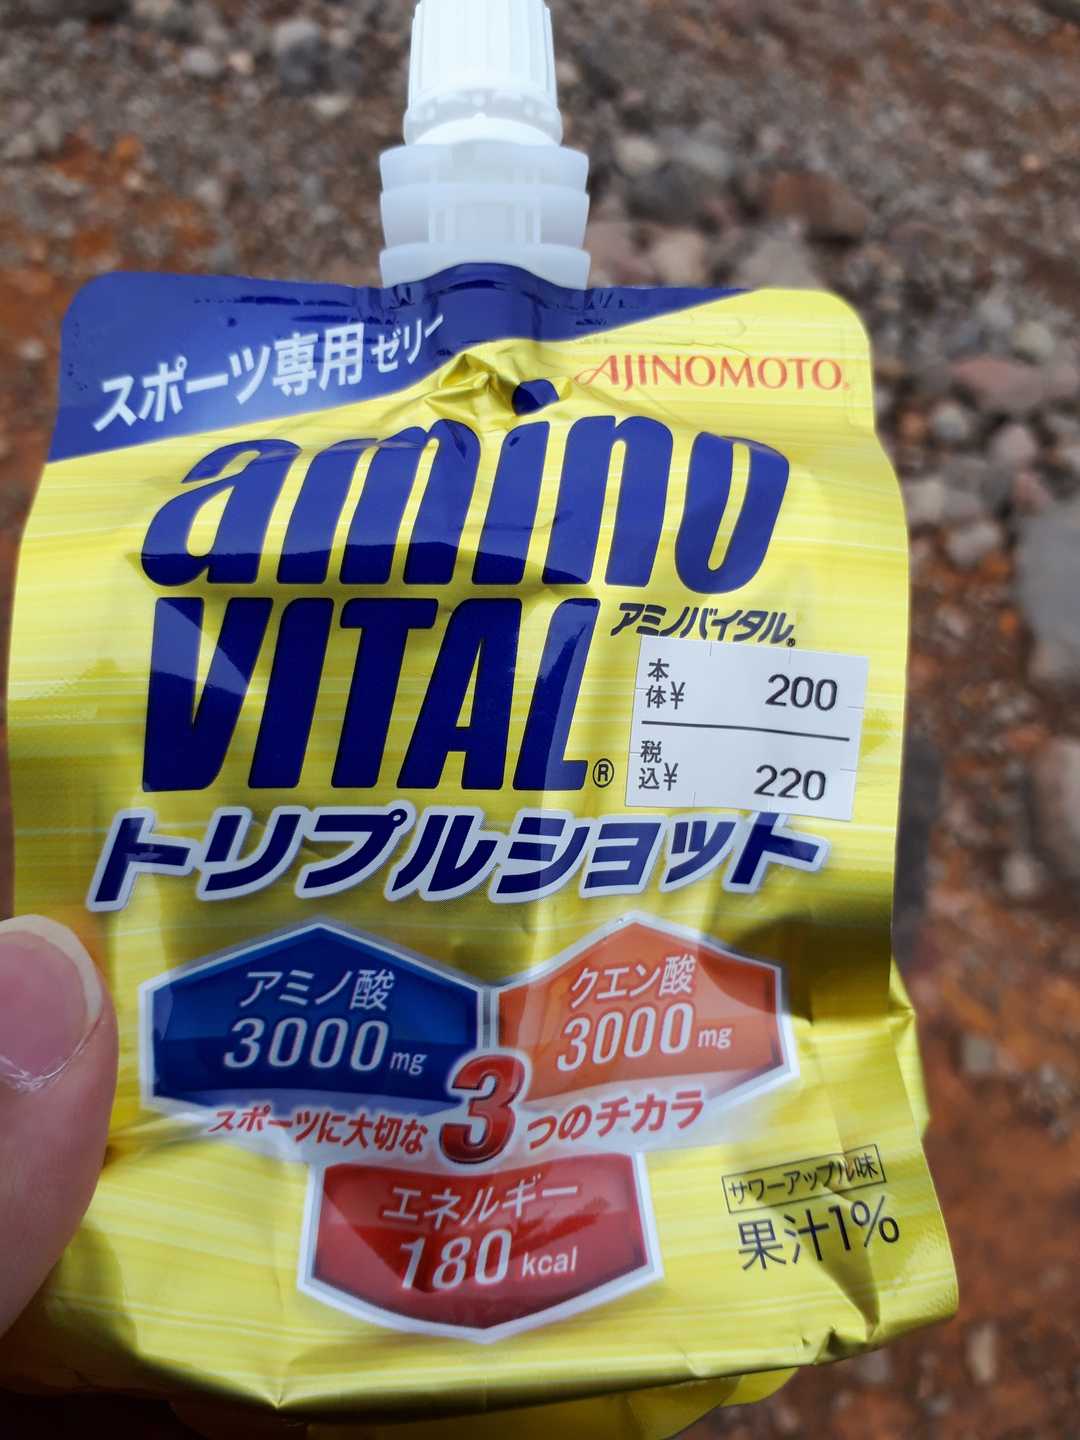 スポーツ専用ゼリー
AJINOMOTO®
amino
VITAL®
アミノバイタル®
本体¥ 200
税込¥ 220
トリプルショット
アミノ酸
3000mg
クエン酸
3000mg
スポーツに大切な3つのチカラ
エネルギー
180kcal
サワーアップル味
果汁1%